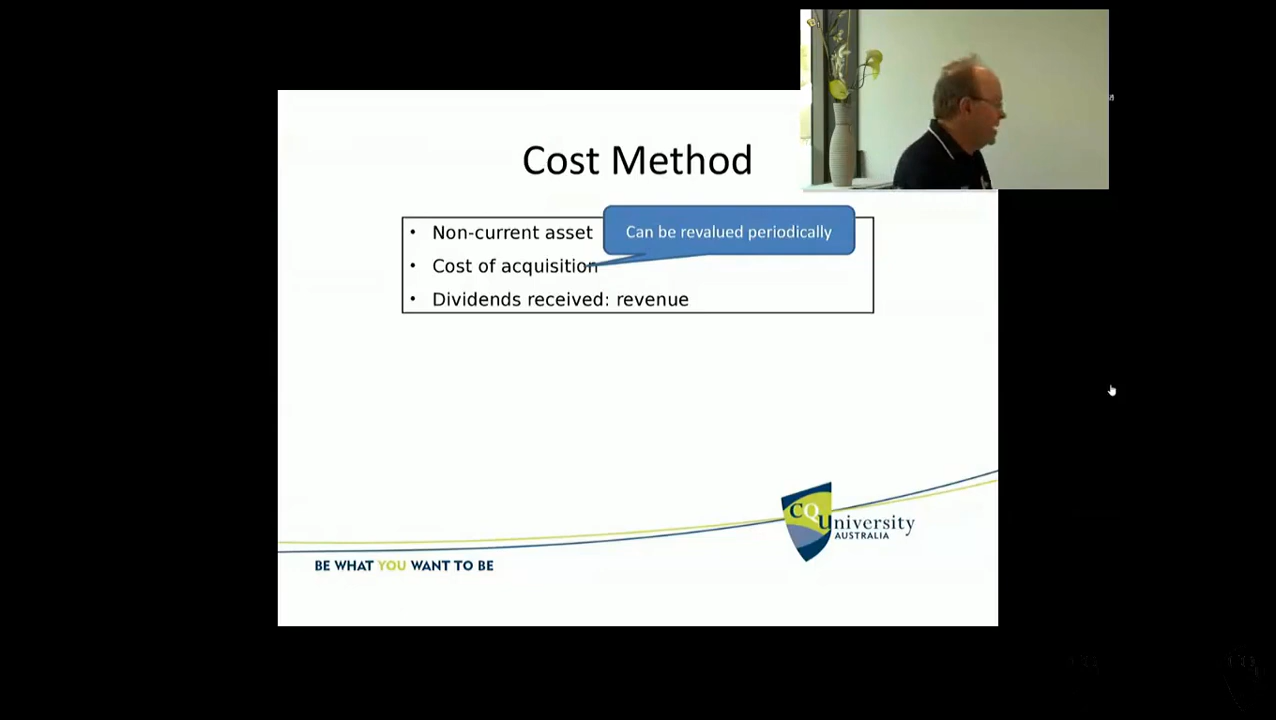 Cost Method
• Non-current asset
Can be revalued periodically
• Cost of acquisition
• Dividends received: revenue
CQUniversity
AUSTRALIA
BE WHAT YOU WANT TO BE